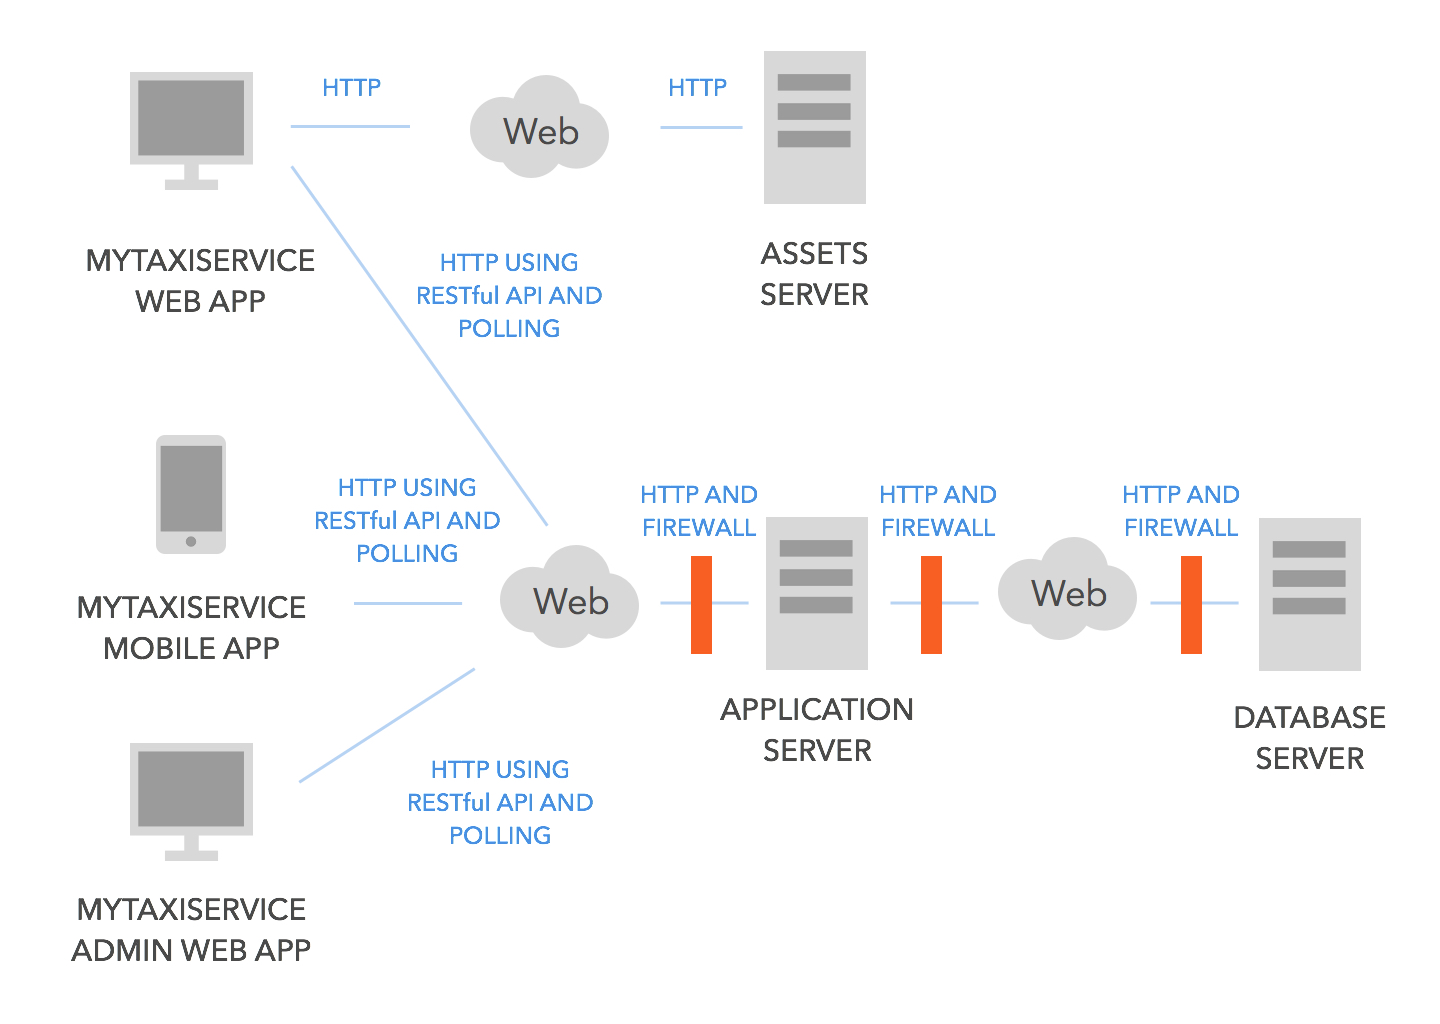 HTTP
Web
HTTP
MYTAXISERVICE
WEB APP
HTTP USING
RESTful API AND
POLLING
ASSETS
SERVER
HTTP USING
RESTful API AND
POLLING
MYTAXISERVICE
MOBILE APP
Web
HTTP AND
FIREWALL
APPLICATION
SERVER
HTTP AND
FIREWALL
Web
HTTP AND
FIREWALL
DATABASE
SERVER
HTTP USING
RESTful API AND
POLLING
MYTAXISERVICE
ADMIN WEB APP